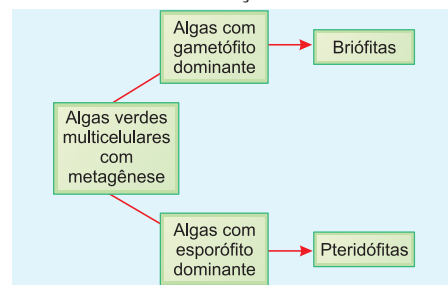 Algas com
gametófito
dominante
Briófitas
Algas verdes
multicelulares
com
metagênese
Algas com
esporófito
dominante
Pteridófitas